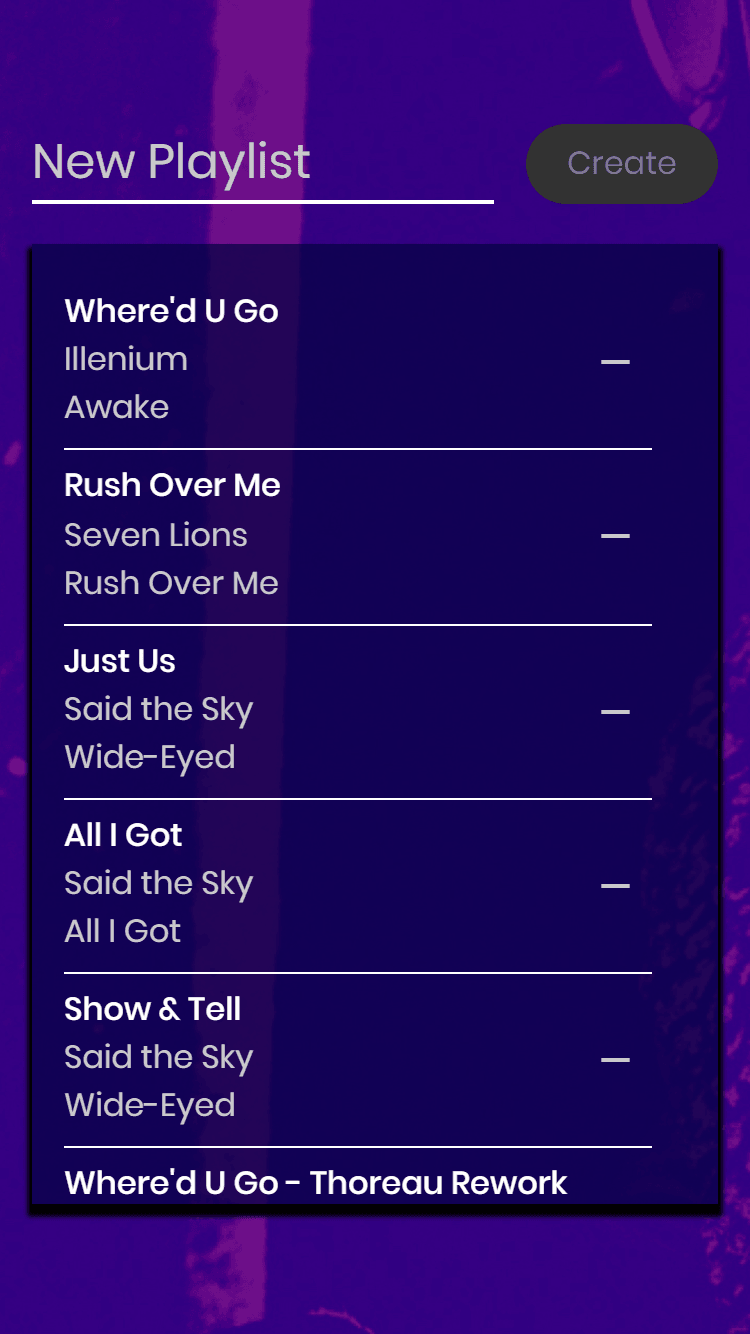 New Playlist
Create
Where'd U Go
Illenium
Awake
Rush Over Me
Seven Lions
Rush Over Me
Just Us
Said the Sky
Wide-Eyed
All I Got
Said the Sky
All I Got
Show & Tell
Said the Sky
Wide-Eyed
Where'd U Go - Thoreau Rework